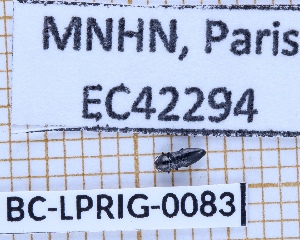 MNHN, Paris
EC42294
BC-LPRIG-0083